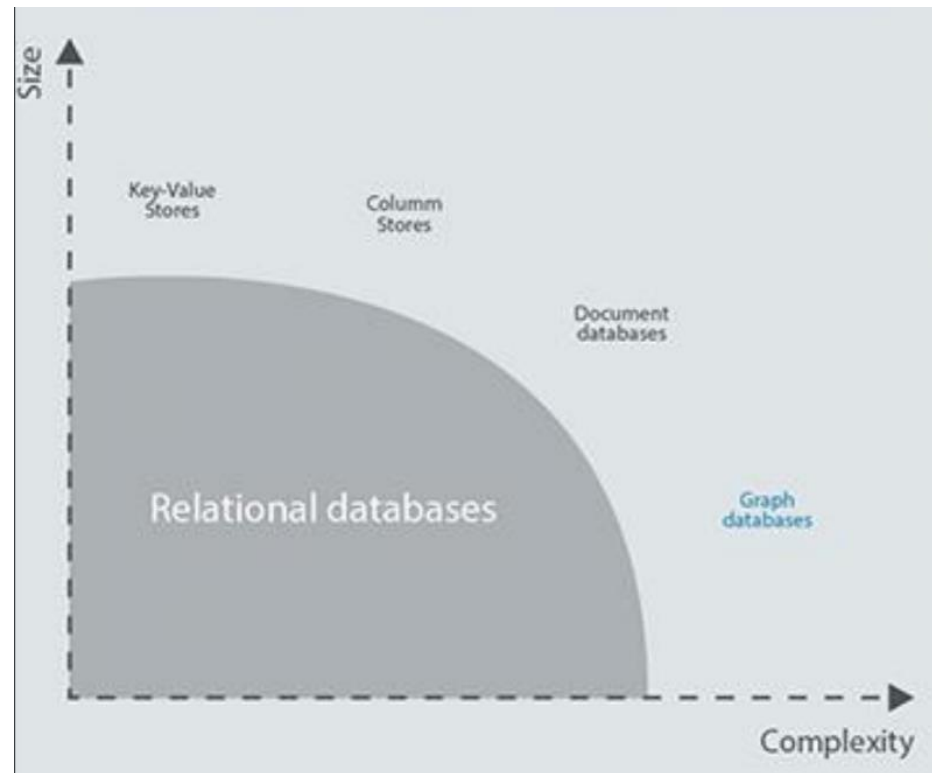 Size
Key-Value
Stores
Columm
Stores
Document
databases
Relational databases
Graph
databases
Complexity